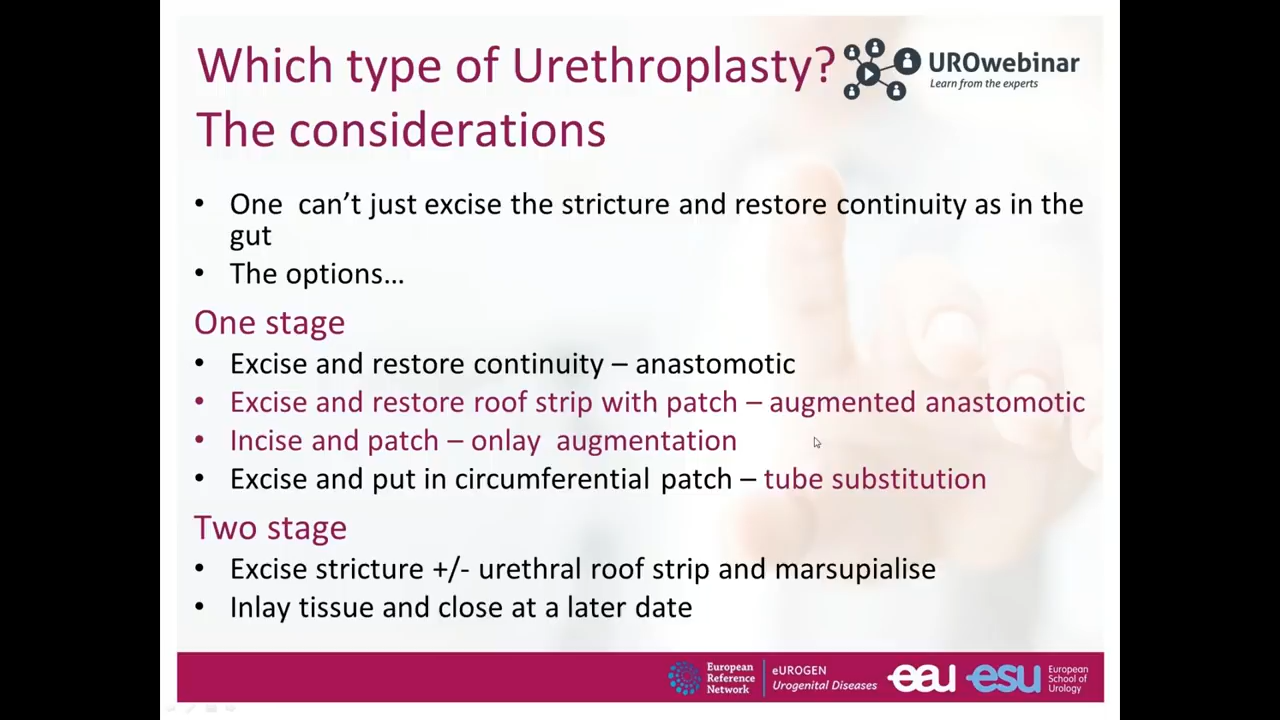 Which type of Urethroplasty?
The considerations
UROwebinar
Learn from the experts
• One can’t just excise the stricture and restore continuity as in the
gut
• The options…
One stage
• Excise and restore continuity – anastomotic
• Excise and restore roof strip with patch – augmented anastomotic
• Incise and patch – onlay augmentation
• Excise and put in circumferential patch – tube substitution
Two stage
• Excise stricture +/- urethral roof strip and marsupialise
• Inlay tissue and close at a later date
European
Reference
Network
eUROGEN
Urogenital Diseases
eau
esu
European
School of
Urology